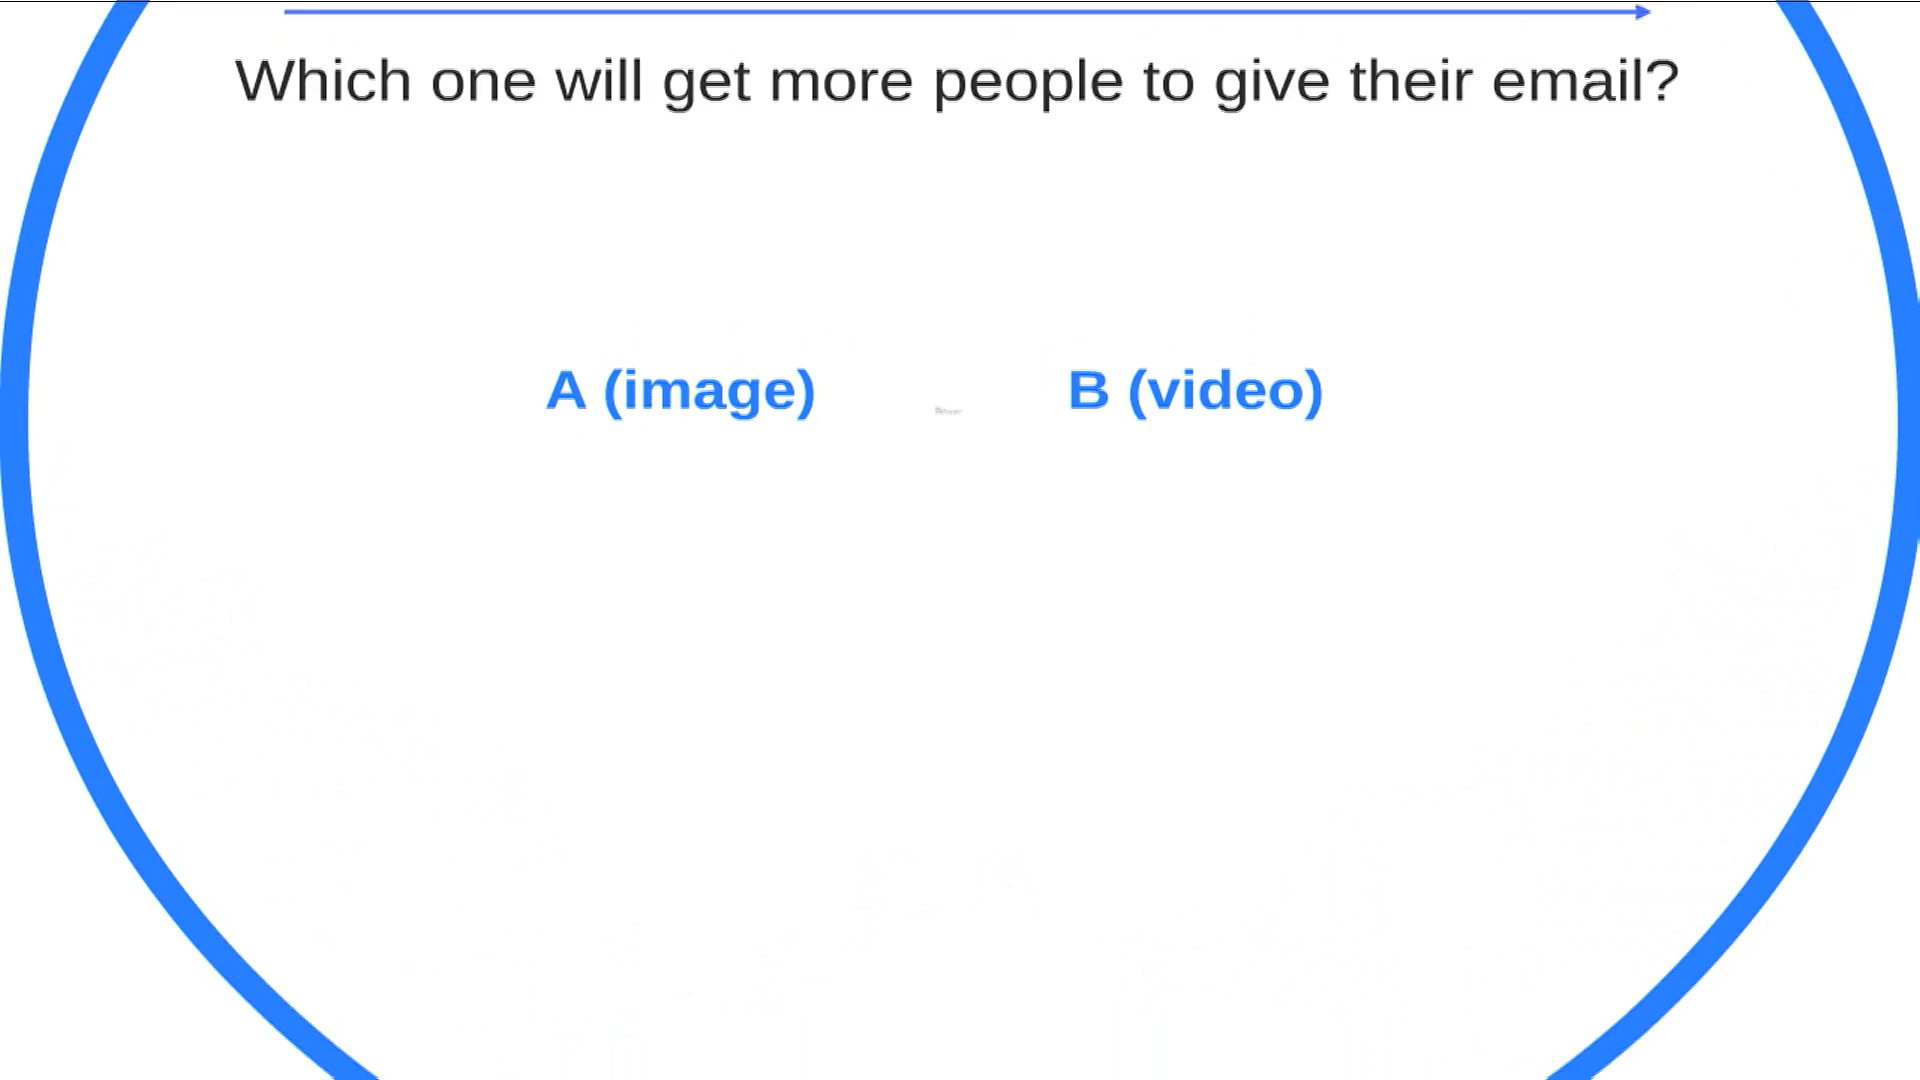 Which one will get more people to give their email?
A (image) B (video)